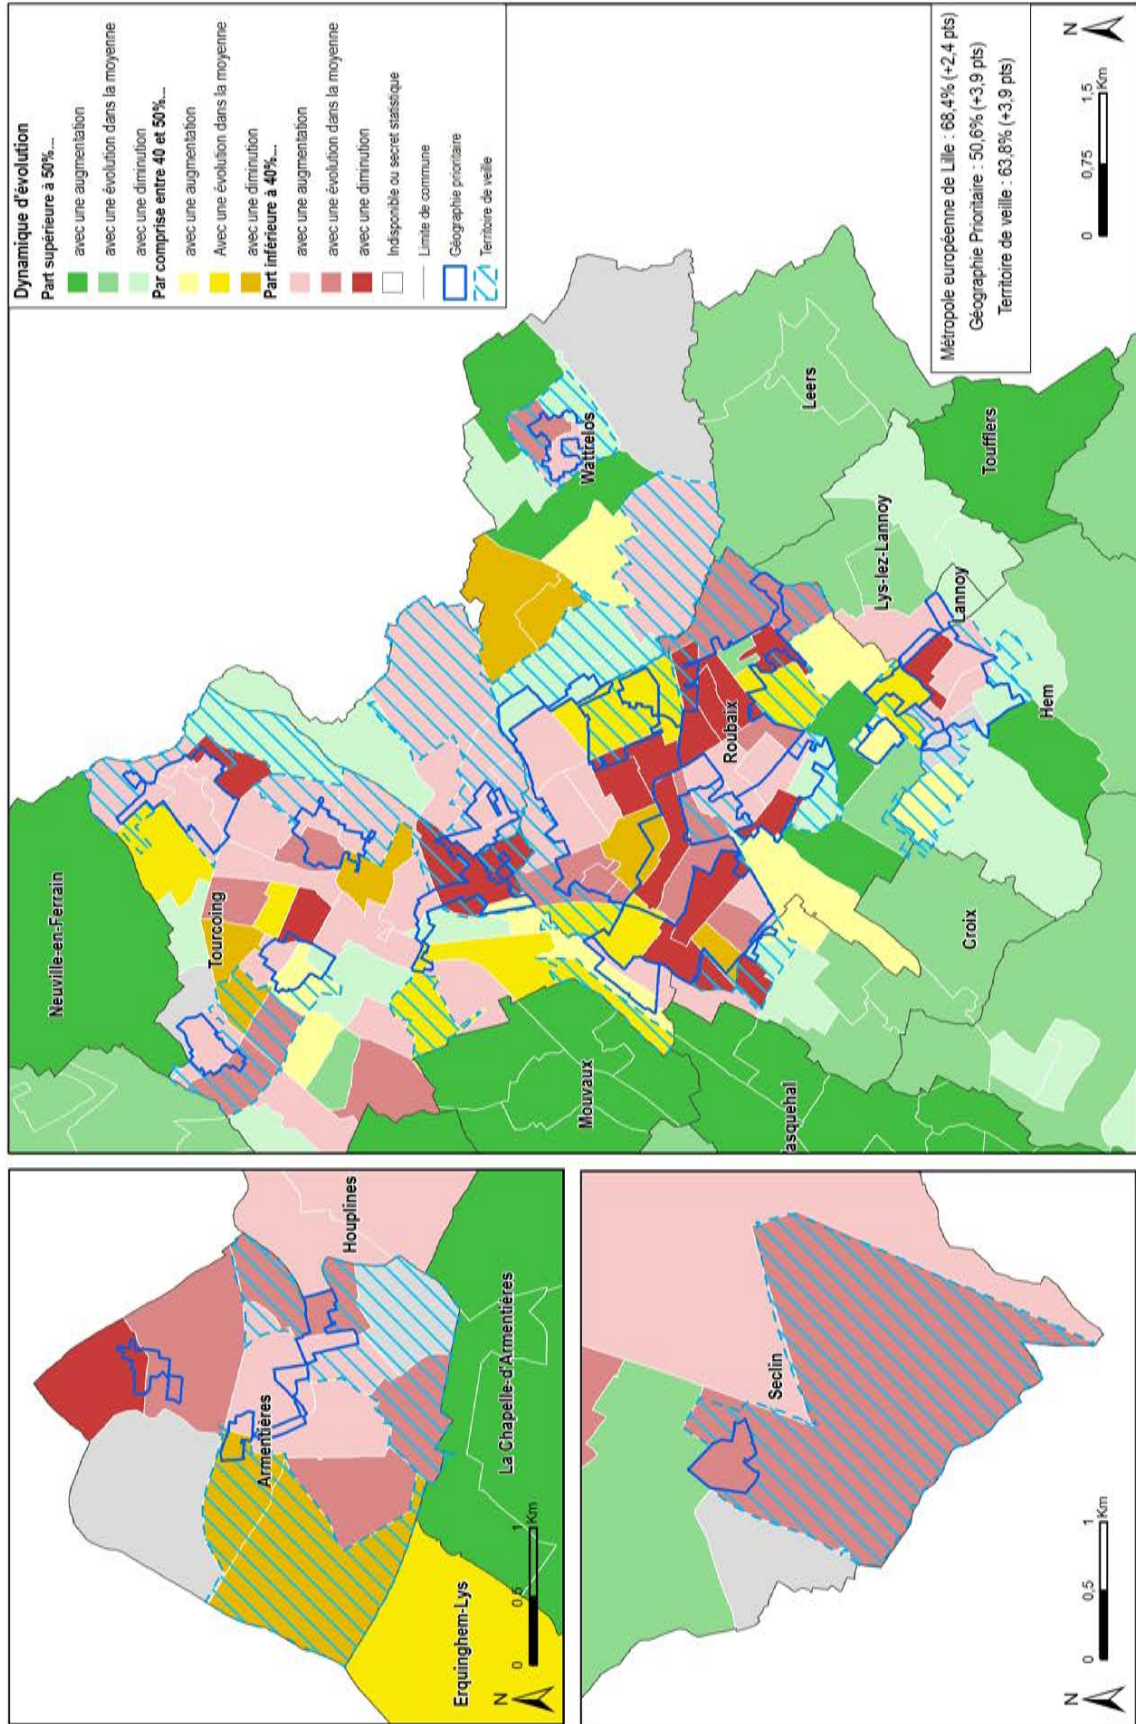 Dynamique d'évolution
Part supérieure à 50%...
avec une augmentation
avec une évolution dans la moyenne
avec une diminution
Par comprise entre 40 et 50%...
avec une augmentation
Avec une évolution dans la moyenne
avec une diminution
Part inférieure à 40%...
avec une augmentation
avec une évolution dans la moyenne
avec une diminution
Indisponible ou secret statistique
Limite de commune
Géographie prioritaire
Territoire de veille
Neuville-en-Ferrain
Tourcoing
Wattrelos
Mouvaux
Roubaix
Leers
Lys-lez-Lannoy
Toufflers
Lannoy
Hem
Croix
Vasquehal
Métropole européenne de Lille : 68,4% (+2,4 pts)
Géographie Prioritaire : 50,6% (+3,9 pts)
Territoire de veille : 63,8% (+3,9 pts)
N
0 0,75 1,5
Km
Houplines
Armentières
La Chapelle-d'Armentières
Erquinghem-Lys
N
0 0,5 1
Km
Seclin
N
0 0,5 1
Km